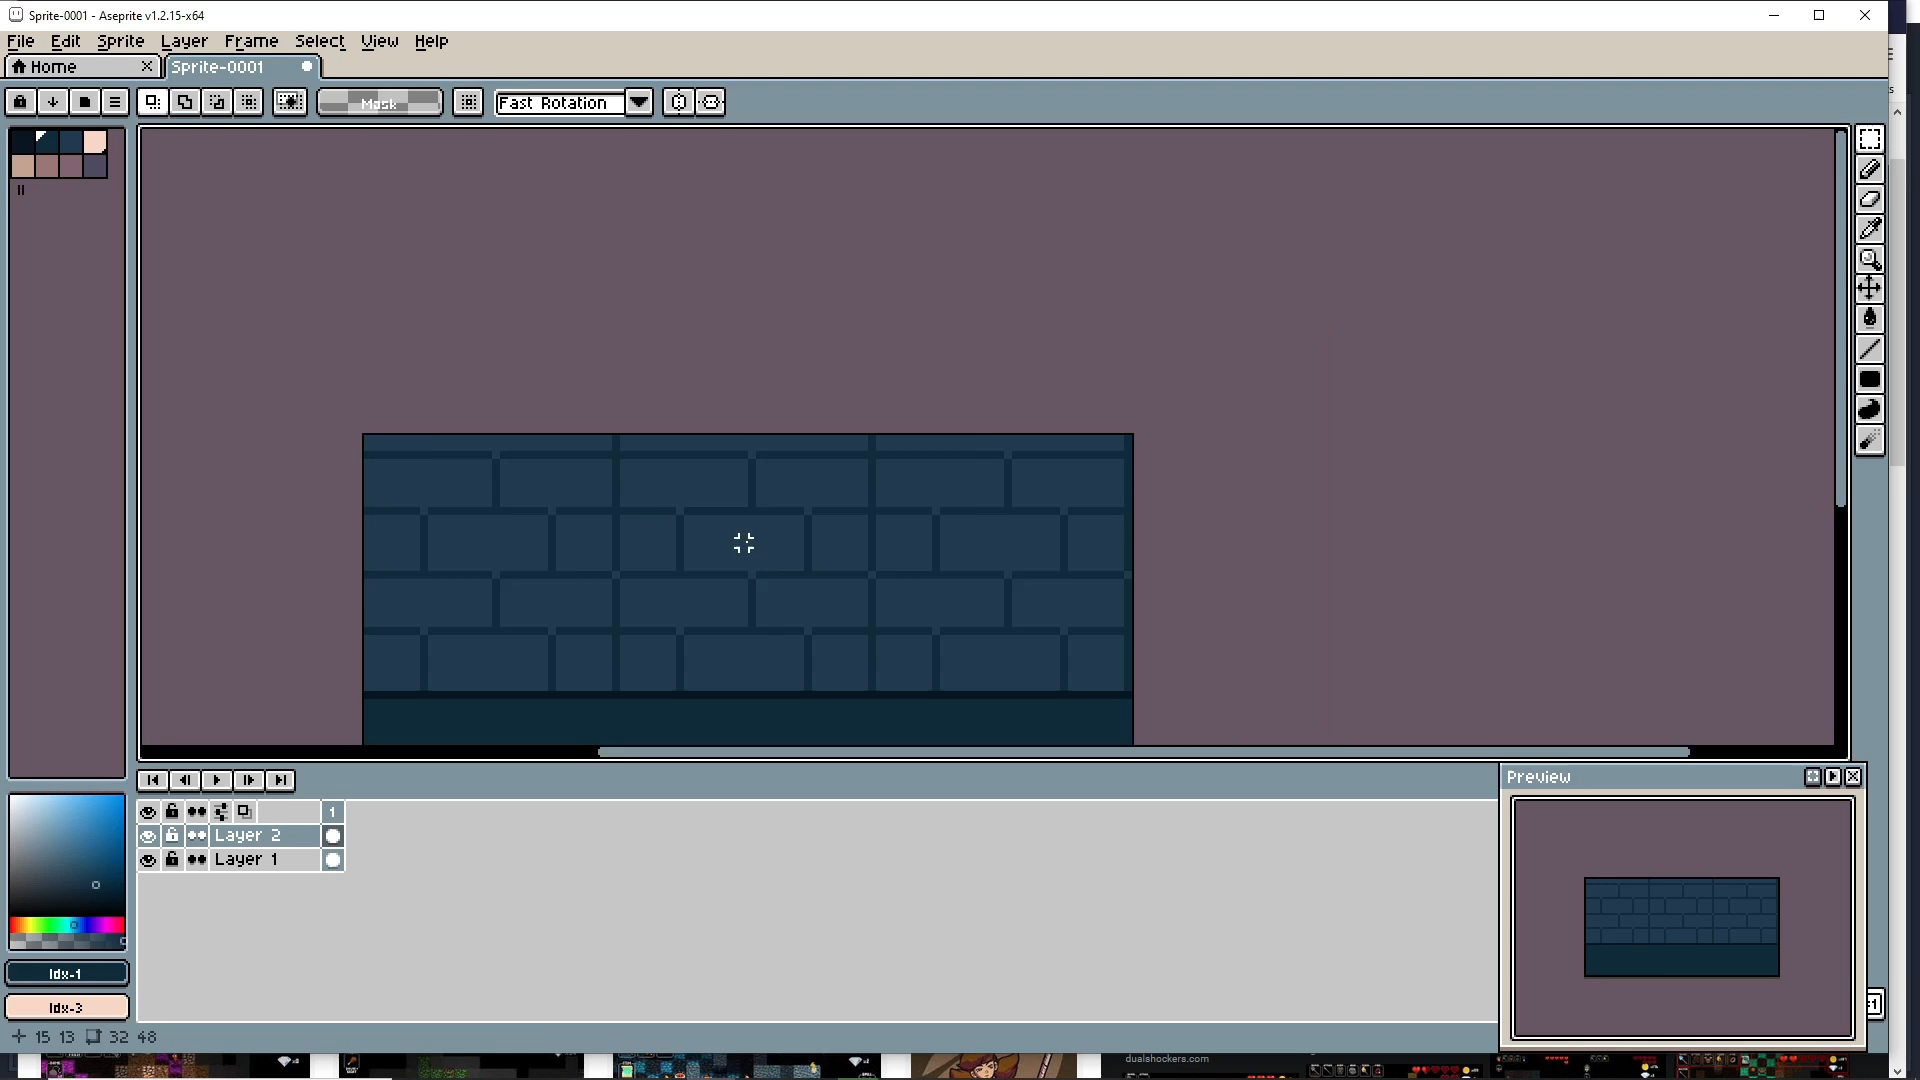 Sprite-0001 - Aseprite v1.2.15-x64
File Edit Sprite Layer Frame Select View Help
Home
Sprite-0001
Mask
Fast Rotation
Preview
1
Layer 2
Layer 1
Idx-1
Idx-3
15 13 32 48
dualshockers.com